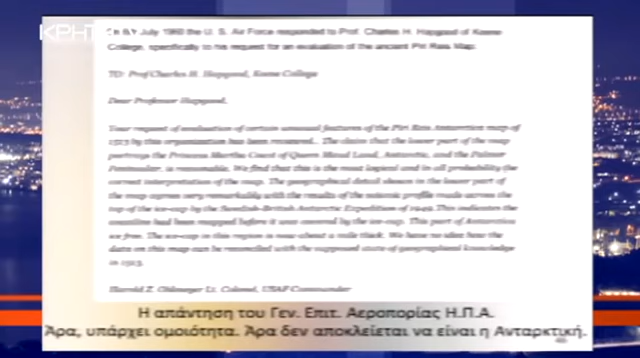 ΚΡΗΤΗ TV
July 1960 the U. S. Air Force responded to Prof. Charles H. Hapgood of Keene
College, specifically to his request for an evaluation of the ancient Piri Reis Map:
TO: Prof Charles H. Hapgood, Keene College
Dear Professor Hapgood,
Your request of evaluation of certain unusual features of the Piri Reis map of
1513 by this organization has been reviewed. The claim that the lower part of the map
portrays the Princess Martha Coast of Queen Maud Land, Antarctic, and the Palmer
Peninsular, is reasonable. We find that this is the most logical and in all probability the
correct interpretation of the map. The geographical detail shown in the lower part of
the map agrees very remarkably with the results of the seismic profile made across the
top of the ice-cap by the Swedish-British Antarctic Expedition of 1949. This indicates the
coastline had been mapped before it was covered by the ice-cap. This part of Antarctica
ice free. The ice-cap in this region is now about a mile thick. We have no idea how the
data on this map can be reconciled with the supposed state of geographical knowledge
in 1513.
Harold Z. Ohlmeyer Lt. Colonel, USAF Commander
Η απάντηση του Γεν. Επιτ. Αεροπορίας Η.Π.Α.
Άρα, υπάρχει ομοιότητα. Άρα δεν αποκλείεται να είναι η Ανταρκτική.